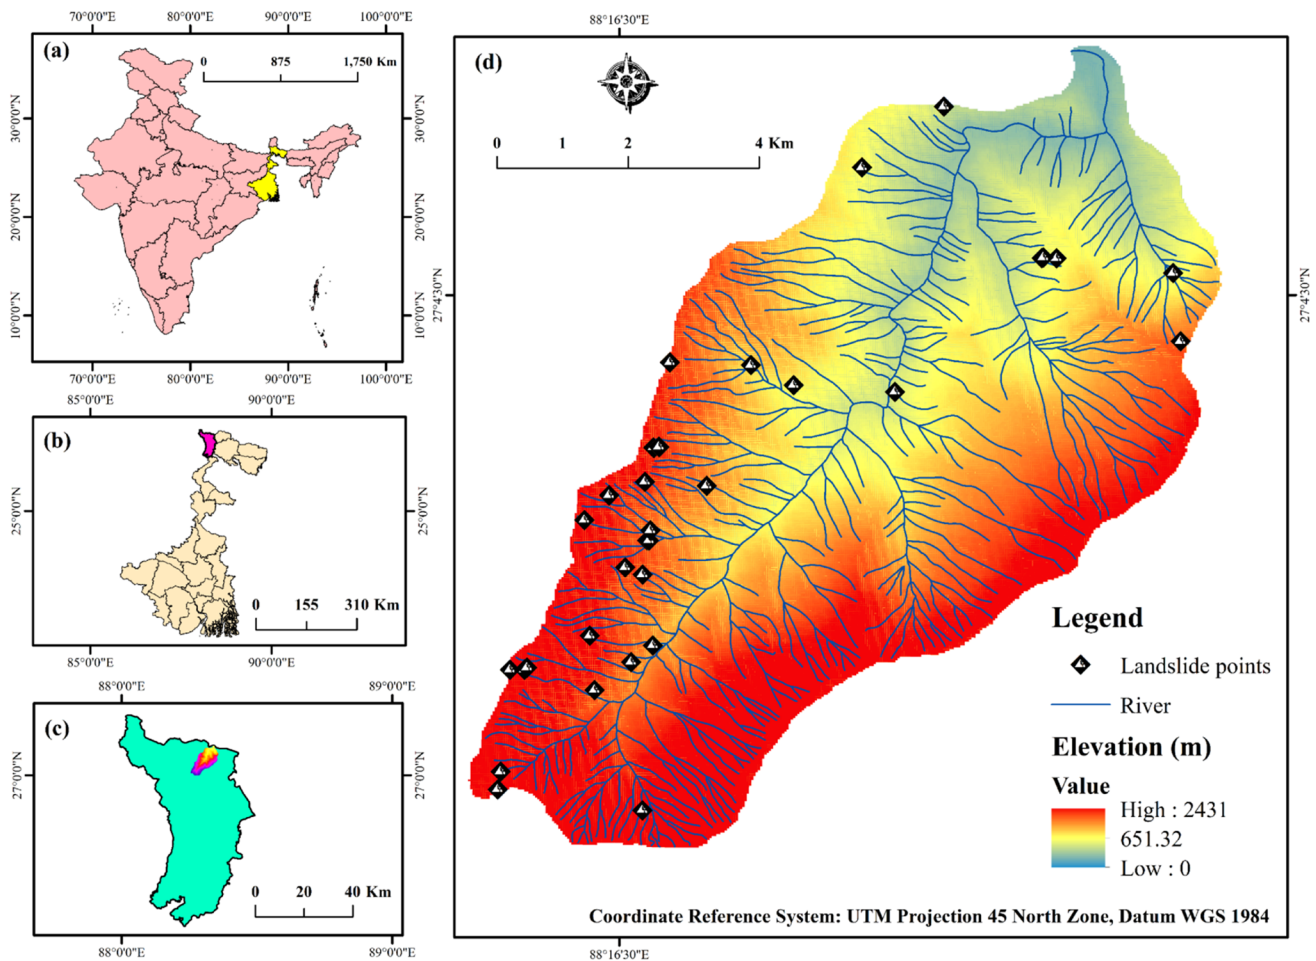 70°0'0"E 80°0'0"E 90°0'0"E 100°0'0"E
(a)
0 875 1,750 Km
30°0'0"N 30°0'0"N
20°0'0"N 20°0'0"N
10°0'0"N 10°0'0"N
70°0'0"E 80°0'0"E 90°0'0"E 100°0'0"E
85°0'0"E 90°0'0"E
(b)
25°0'0"N 25°0'0"N
0 155 310 Km
85°0'0"E 90°0'0"E
88°0'0"E 89°0'0"E
(c)
27°0'0"N 27°0'0"N
0 20 40 Km
88°0'0"E 89°0'0"E
88°16'30"E
(d)
0 1 2 4 Km
27°4'30"N 27°4'30"N
Legend
Landslide points
River
Elevation (m)
Value
High : 2431
651.32
Low : 0
Coordinate Reference System: UTM Projection 45 North Zone, Datum WGS 1984
88°16'30"E